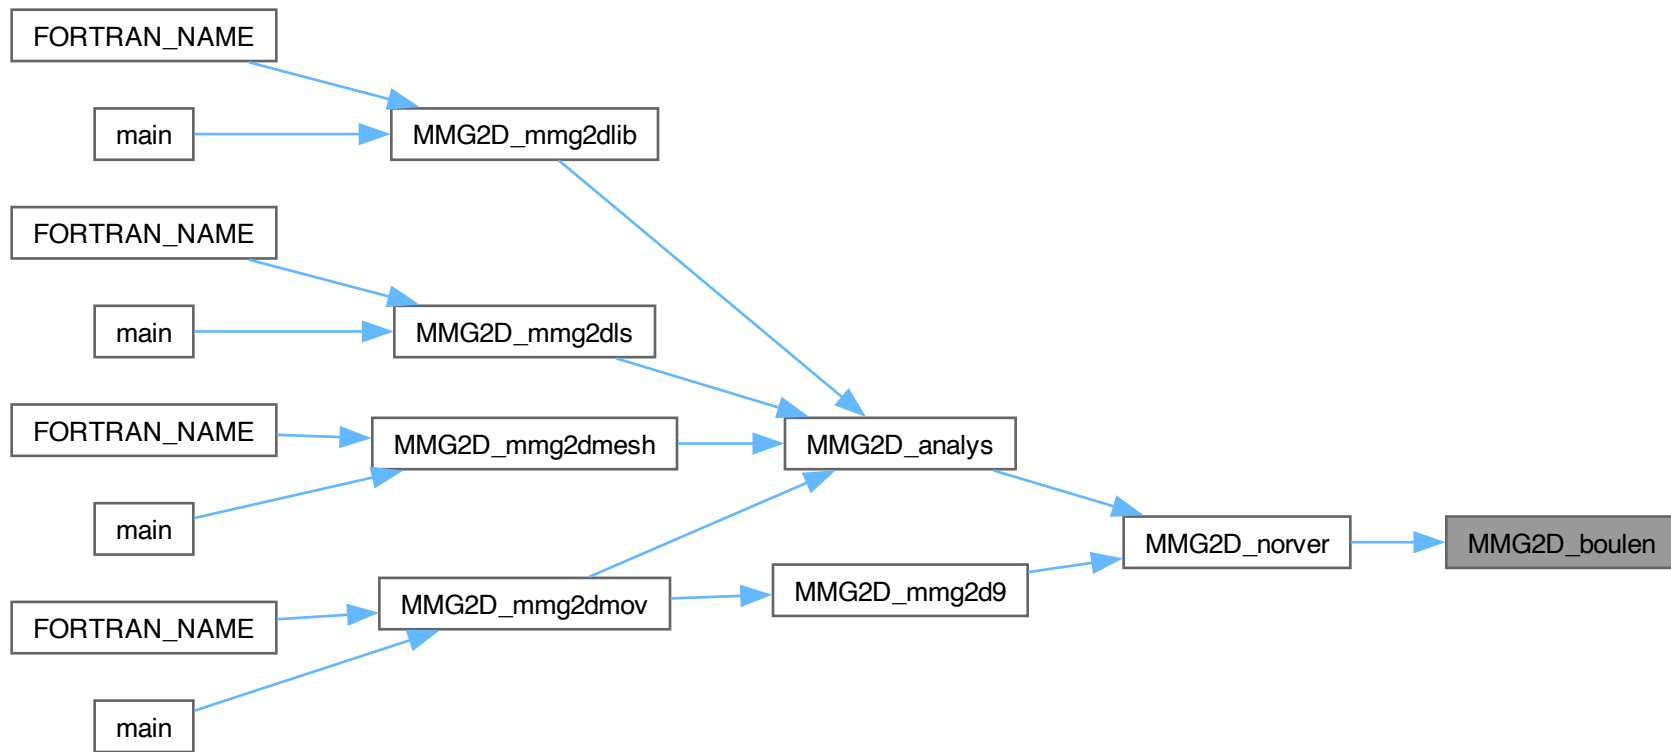 FORTRAN_NAME
main
MMG2D_mmg2dlib
FORTRAN_NAME
main
MMG2D_mmg2dls
FORTRAN_NAME
main
MMG2D_mmg2dmesh
MMG2D_analys
FORTRAN_NAME
main
MMG2D_mmg2dmov
MMG2D_mmg2d9
MMG2D_norver
MMG2D_boulen